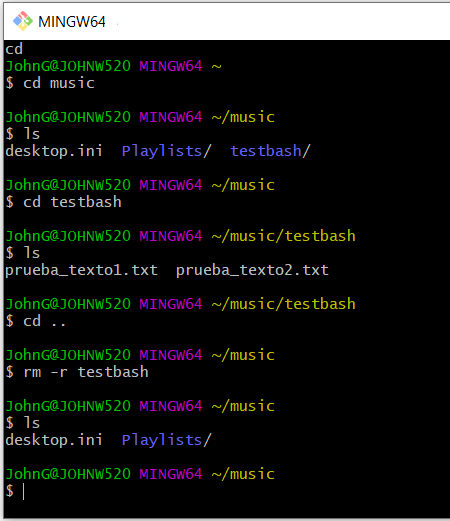 MINGW64
cd
JohnG@JOHNW520 MINGW64 ~
$ cd music
JohnG@JOHNW520 MINGW64 ~/music
$ ls
desktop.ini  Playlists/  testbash/
JohnG@JOHNW520 MINGW64 ~/music
$ cd testbash
JohnG@JOHNW520 MINGW64 ~/music/testbash
$ ls
prueba_texto1.txt  prueba_texto2.txt
JohnG@JOHNW520 MINGW64 ~/music/testbash
$ cd ..
JohnG@JOHNW520 MINGW64 ~/music
$ rm -r testbash
JohnG@JOHNW520 MINGW64 ~/music
$ ls
desktop.ini  Playlists/
JohnG@JOHNW520 MINGW64 ~/music
$